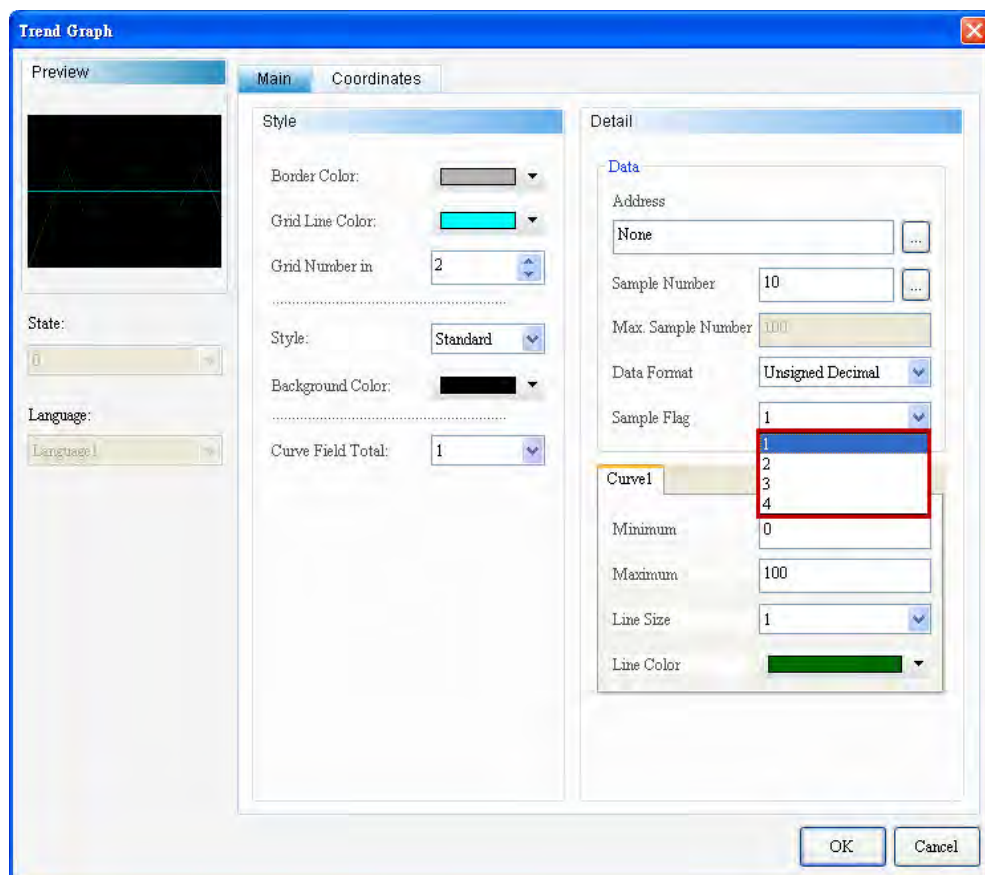 Trend Graph
Preview
State:
0
Language:
Language1
Main
Coordinates
Style
Border Color:
Grid Line Color:
Grid Number in
2
Style:
Standard
Background Color:
Curve Field Total:
1
Detail
Data
Address
None
...
Sample Number
10
...
Max. Sample Number
100
Data Format
Unsigned Decimal
Sample Flag
1
1
2
3
4
Curve1
Minimum
0
Maximum
100
Line Size
1
Line Color
OK
Cancel